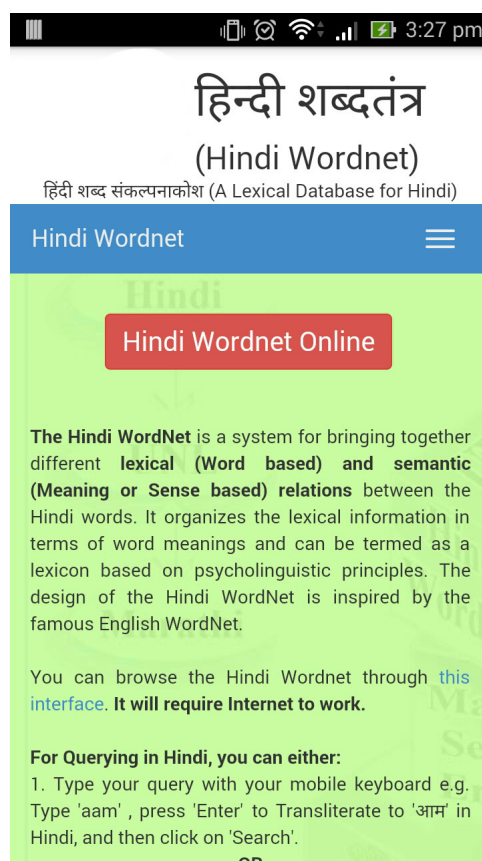 3:27 pm
हिन्दी शब्दतंत्र
(Hindi Wordnet)
हिंदी शब्द संकल्पनाकोश (A Lexical Database for Hindi)
Hindi Wordnet
Hindi
Hindi Wordnet Online
The Hindi WordNet is a system for bringing together
different lexical (Word based) and semantic
(Meaning or Sense based) relations between the
Hindi words. It organizes the lexical information in
terms of word meanings and can be termed as a
lexicon based on psycholinguistic principles. The
design of the Hindi WordNet is inspired by the
famous English WordNet.
Marathi
You can browse the Hindi Wordnet through this
interface. It will require Internet to work.
For Querying in Hindi, you can either:
1. Type your query with your mobile keyboard e.g.
Type 'aam' , press 'Enter' to Transliterate to 'आम' in
Hindi, and then click on 'Search'.
OR